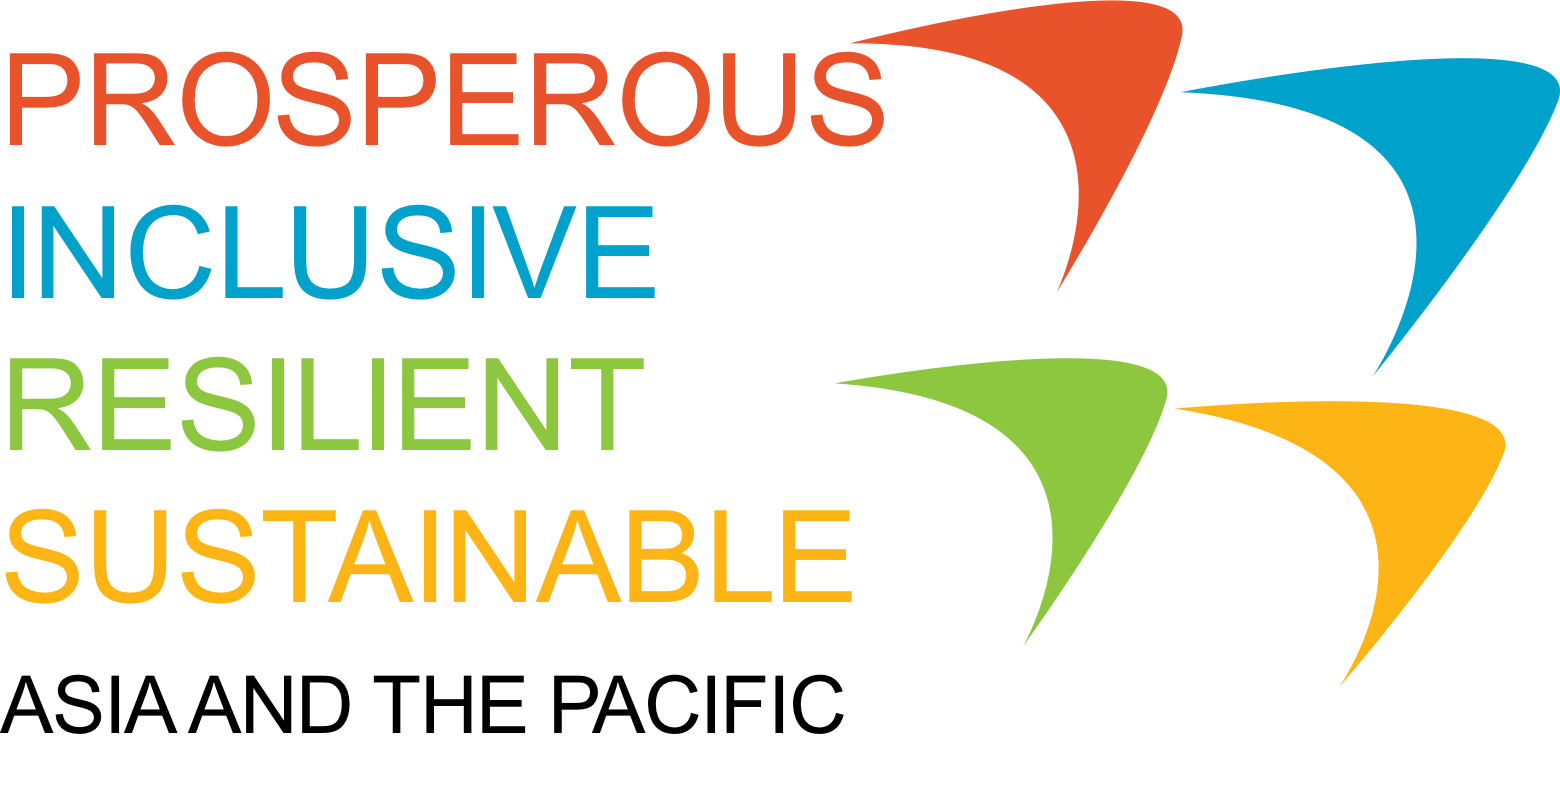 PROSPEROUS
INCLUSIVE
RESILIENT
SUSTAINABLE
ASIA AND THE PACIFIC